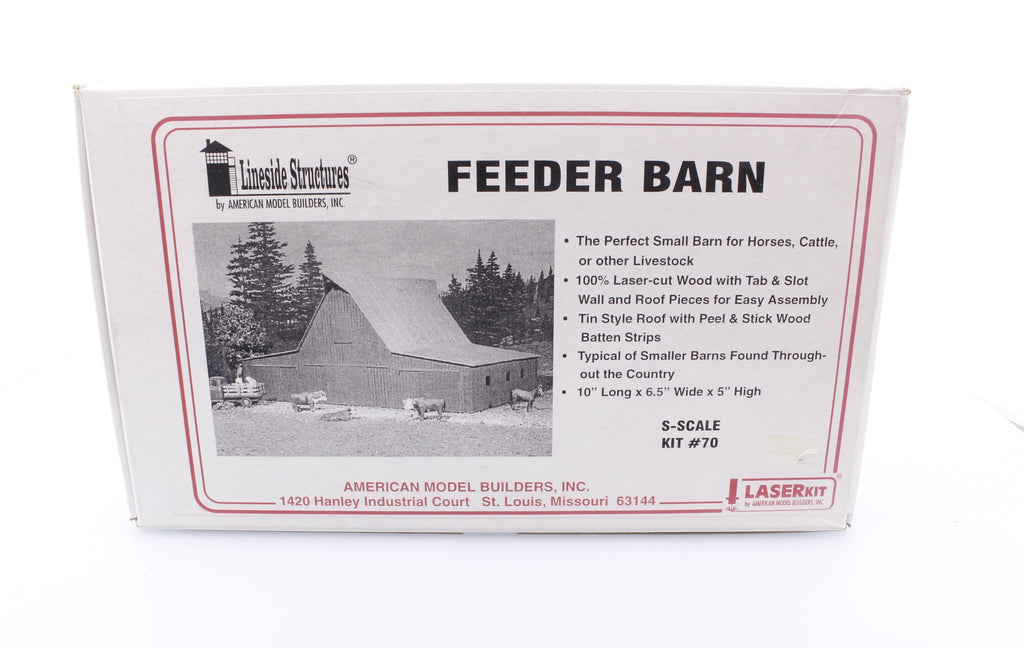 Lineside Structures®
by AMERICAN MODEL BUILDERS, INC.
FEEDER BARN
• The Perfect Small Barn for Horses, Cattle,
or other Livestock
• 100% Laser-cut Wood with Tab & Slot
Wall and Roof Pieces for Easy Assembly
• Tin Style Roof with Peel & Stick Wood
Batten Strips
• Typical of Smaller Barns Found Through-
out the Country
• 10" Long x 6.5" Wide x 5" High
S-SCALE
KIT #70
AMERICAN MODEL BUILDERS, INC.
1420 Hanley Industrial Court St. Louis, Missouri 63144
LASERKIT®
by AMERICAN MODEL BUILDERS, INC.